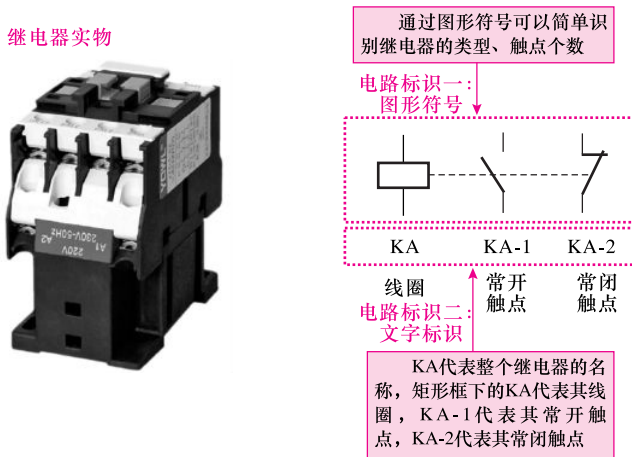 继电器实物
通过图形符号可以简单识
别继电器的类型、触点个数
电路标识一:
图形符号
KA
KA-1
KA-2
线圈
常开
触点
常闭
触点
电路标识二:
文字标识
KA代表整个继电器的名
称，矩形框下的KA代表其线
圈，KA-1代表其常开触
点，KA-2代表其常闭触点
220V
A1
A2
230V-50Hz